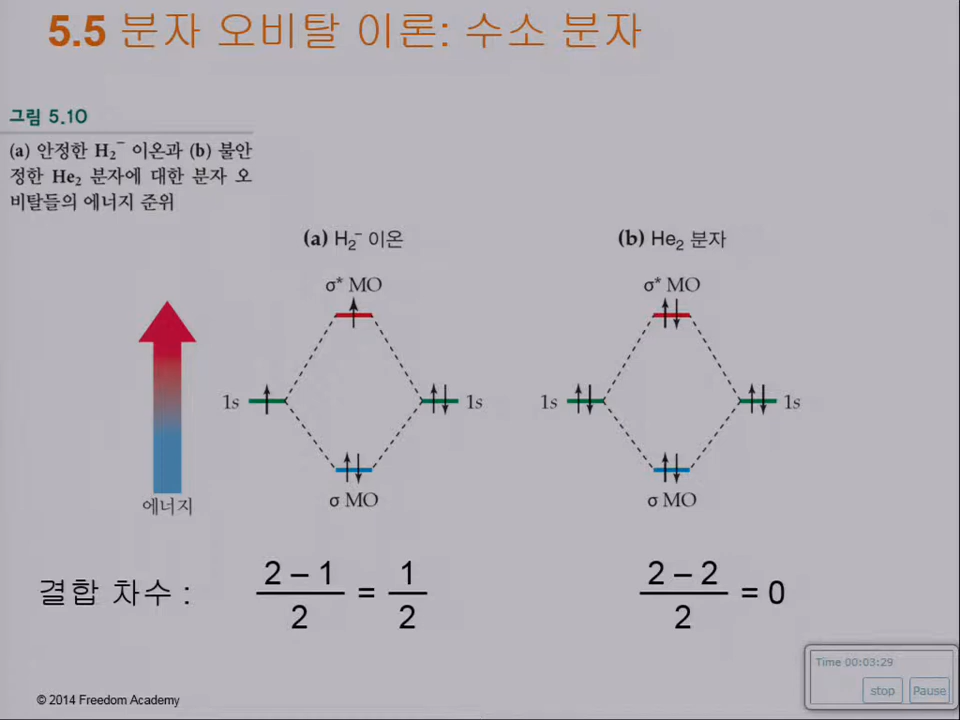 5.5 분자 오비탈 이론: 수소 분자
그림 5.10
(a) 안정한 H₂⁻ 이온과 (b) 불안
정한 He₂ 분자에 대한 분자 오
비탈들의 에너지 준위
(a) H₂⁻ 이온
(b) He₂ 분자
σ* MO
σ* MO
1s
1s
1s
1s
에너지
σ MO
σ MO
결합 차수 :
2 – 1
2
=
1
2
2 – 2
2
= 0
Time 00:03:29
stop
Pause
© 2014 Freedom Academy